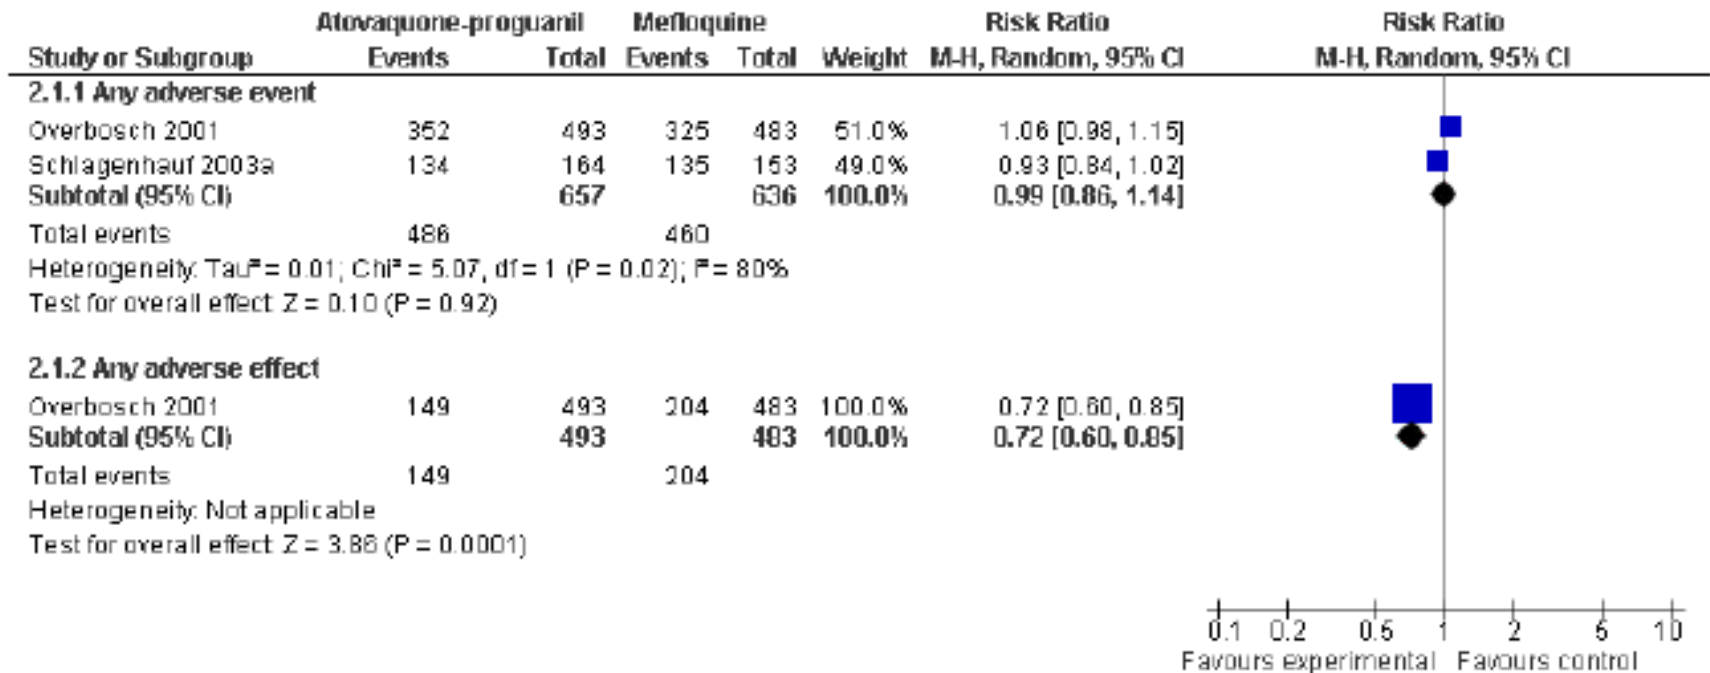 Atovaquone-proguanil Mefloquine Risk Ratio Risk Ratio
Study or Subgroup Events Total Events Total Weight M-H, Random, 95% CI M-H, Random, 95% CI
2.1.1 Any adverse event
Overbosch 2001 352 493 325 483 51.0% 1.06 [0.98, 1.15]
Schlagenhauf 2003a 134 164 135 153 49.0% 0.93 [0.84, 1.02]
Subtotal (95% CI) 657 636 100.0% 0.99 [0.86, 1.14]
Total events 486 460
Heterogeneity: Tau² = 0.01; Chi² = 5.07, df = 1 (P = 0.02); I² = 80%
Test for overall effect: Z = 0.10 (P = 0.92)
2.1.2 Any adverse effect
Overbosch 2001 149 493 204 483 100.0% 0.72 [0.60, 0.85]
Subtotal (95% CI) 493 483 100.0% 0.72 [0.60, 0.85]
Total events 149 204
Heterogeneity: Not applicable
Test for overall effect: Z = 3.86 (P = 0.0001)
0.1 0.2 0.5 1 2 5 10
Favours experimental Favours control